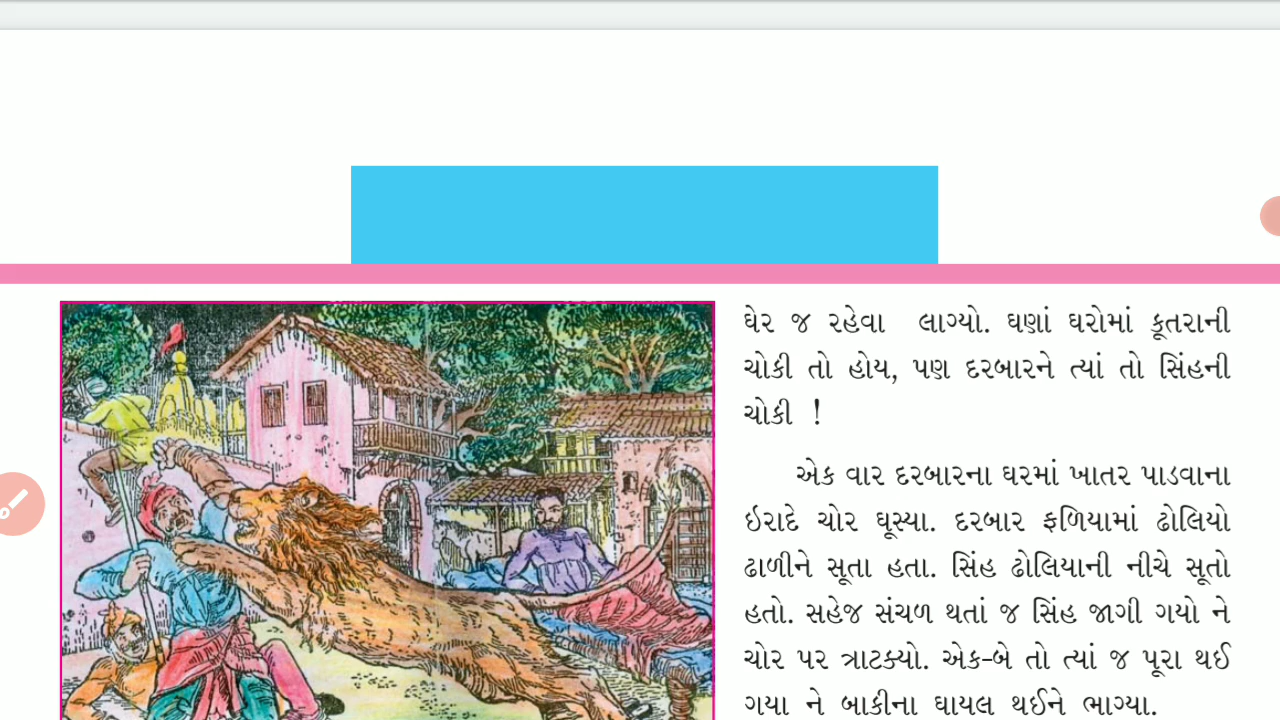 ઘેર જ રહેવા લાગ્યો. ઘણાં ઘરોમાં કૂતરાની
ચોકી તો હોય, પણ દરબારને ત્યાં તો સિંહની
ચોકી !
એક વાર દરબારના ઘરમાં ખાતર પાડવાના
ઇરાદે ચોર ઘૂસ્યા. દરબાર ફળિયામાં ઢોલિયો
ઢાળીને સૂતા હતા. સિંહ ઢોલિયાની નીચે સૂતો
હતો. સહેજ સંચળ થતાં જ સિંહ જાગી ગયો ને
ચોર પર ત્રાટક્યો. એક-બે તો ત્યાં જ પૂરા થઈ
ગયા ને બાકીના ઘાયલ થઈને ભાગ્યા.